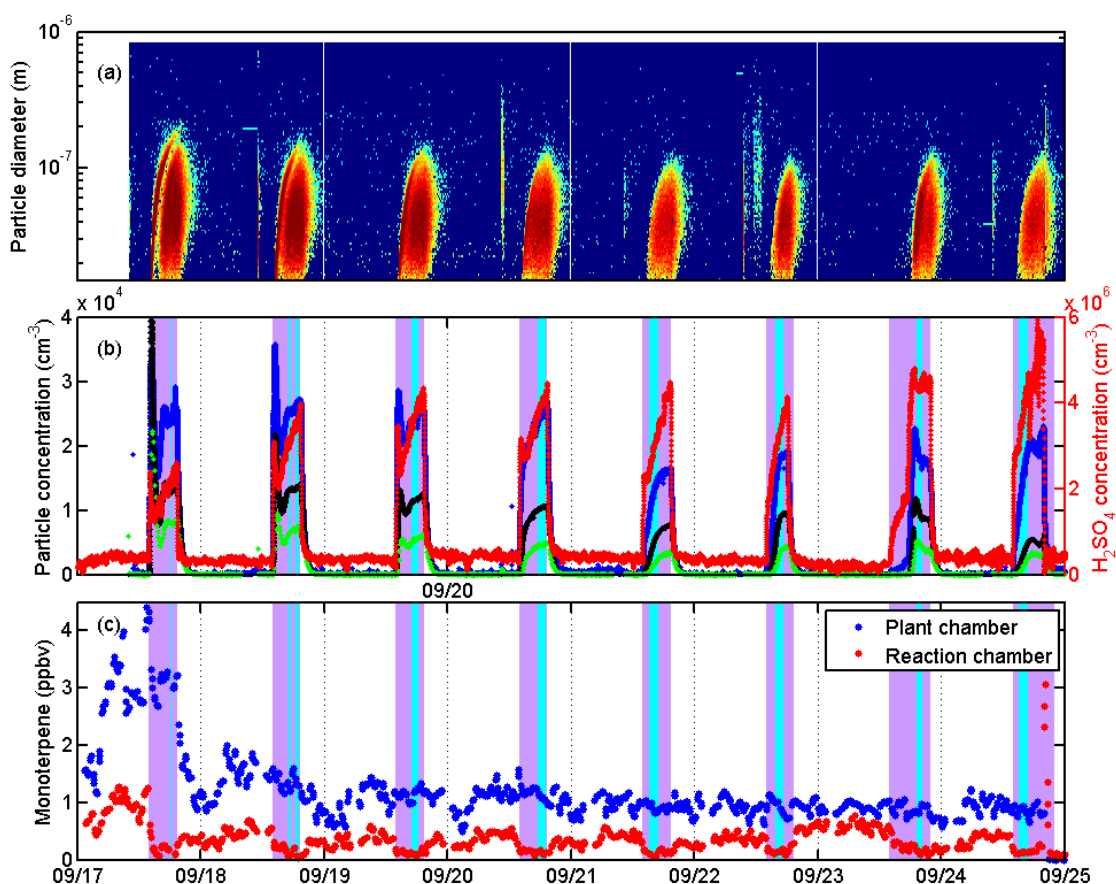 10^-6
(a)
Particle diameter (m)
10^-7
x 10^4
x 10^6
4
6
(b)
Particle concentration (cm^-3)
H_2SO_4 concentration (cm^-3)
3
4
2
2
1
0
0
09/20
(c)
Plant chamber
Reaction chamber
Monoterpene (ppbv)
4
3
2
1
0
09/17 09/18 09/19 09/20 09/21 09/22 09/23 09/24 09/25